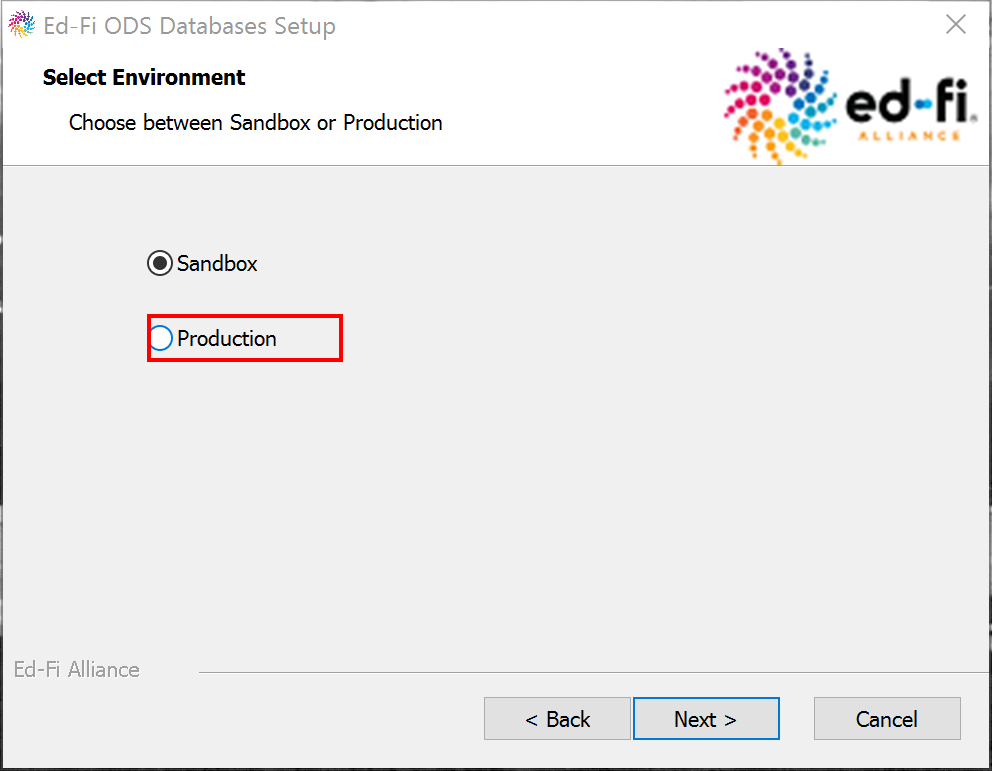 Ed-Fi ODS Databases Setup
Select Environment
Choose between Sandbox or Production
ed-fi®
ALLIANCE
Sandbox
Production
Ed-Fi Alliance
< Back
Next >
Cancel